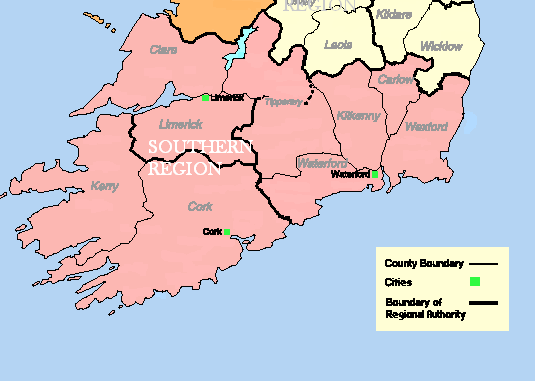 REGION
Kildare
Laois
Wicklow
Clare
Carlow
Limerick
Tipperary
Kilkenny
Limerick
Wexford
SOUTHERN
REGION
Waterford
Waterford
Kerry
Cork
Cork
County Boundary
Cities
Boundary of
Regional Authority